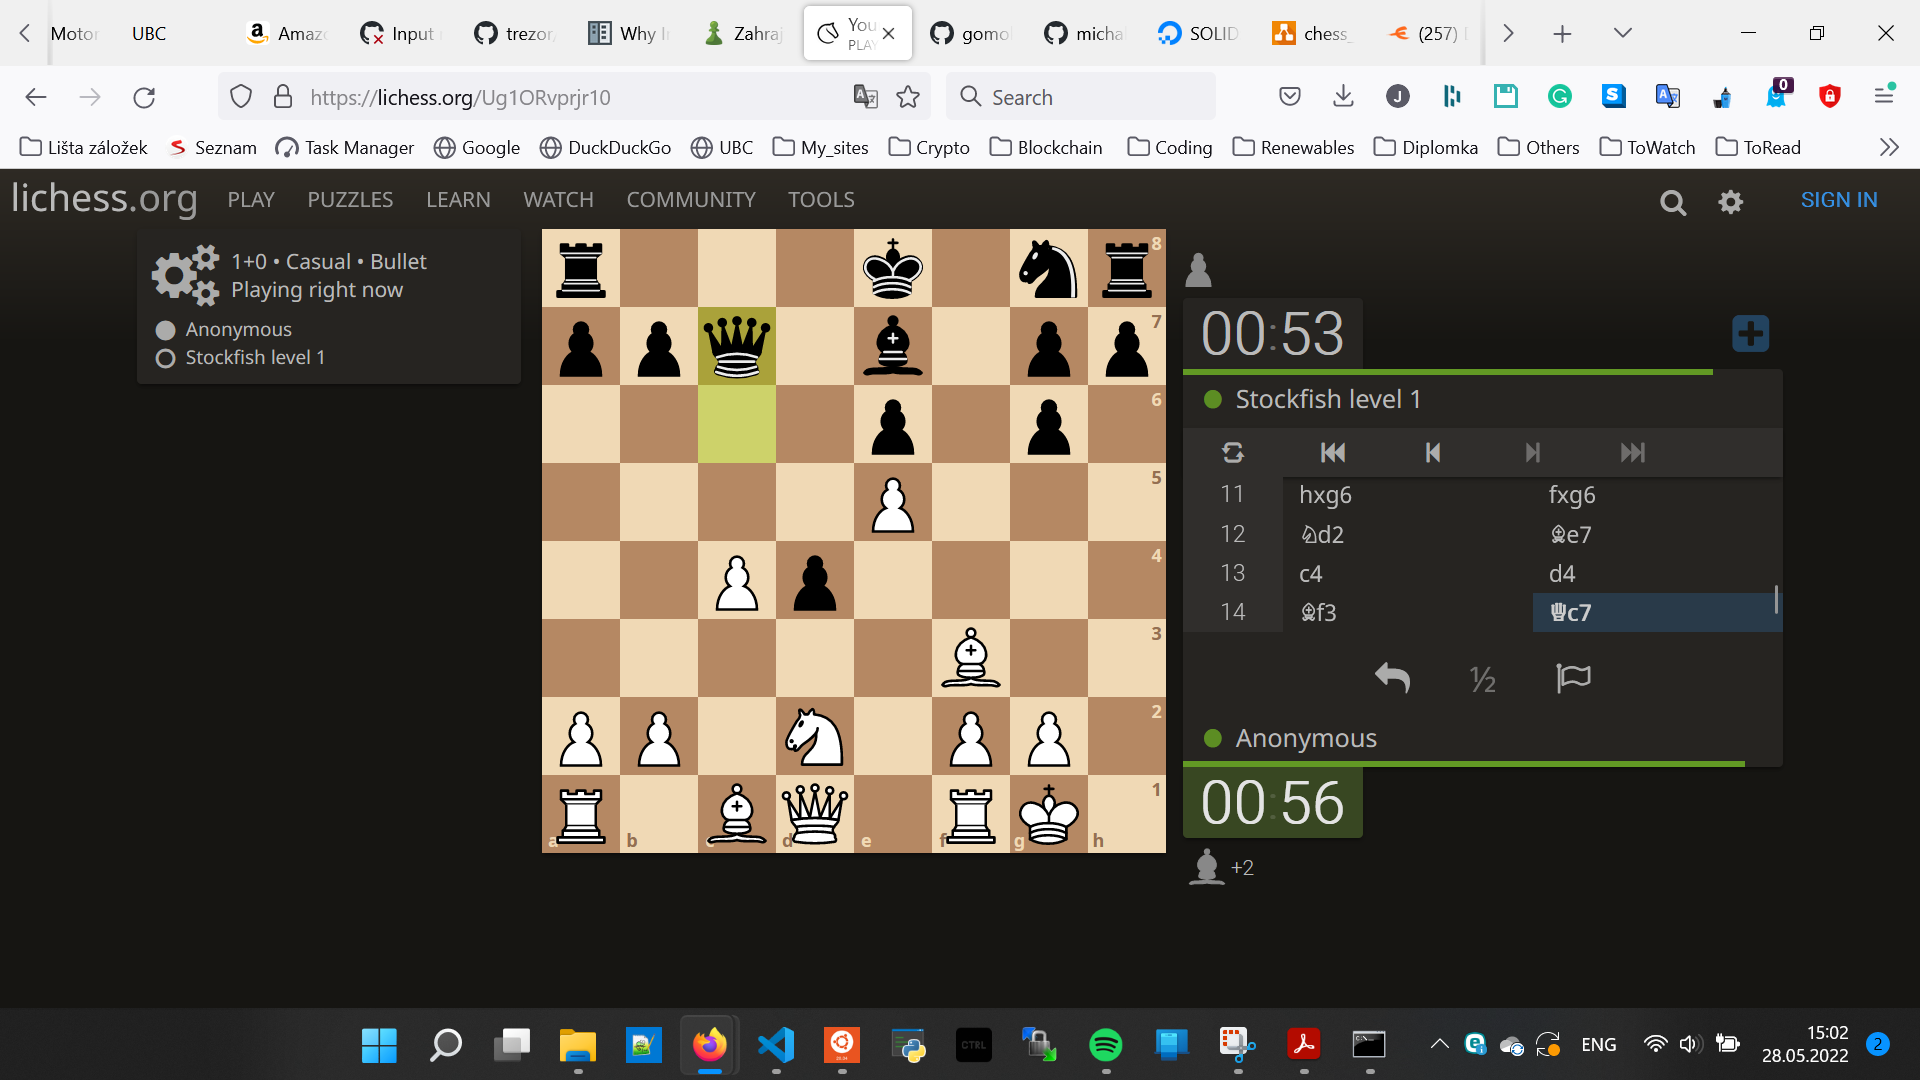 Motor
UBC
Amaz
Input
trezor
Why I
Zahraj
You
PLAY
gomo
micha
SOLID
chess_
(257)
https://lichess.org/Ug1ORvprjr10
Search
J
S
0
Lišta záložek
Seznam
Task Manager
Google
DuckDuckGo
UBC
My_sites
Crypto
Blockchain
Coding
Renewables
Diplomka
Others
ToWatch
ToRead
lichess.org
PLAY
PUZZLES
LEARN
WATCH
COMMUNITY
TOOLS
SIGN IN
1+0 • Casual • Bullet
Playing right now
Anonymous
Stockfish level 1
8
7
6
5
4
3
2
1
a
b
c
d
e
f
g
h
00:53
Stockfish level 1
11 hxg6 fxg6
12 ♘d2 ♗e7
13 c4 d4
14 ♗f3 ♛c7
½
Anonymous
00:56
+2
CTRL
ENG
15:02
28.05.2022
2